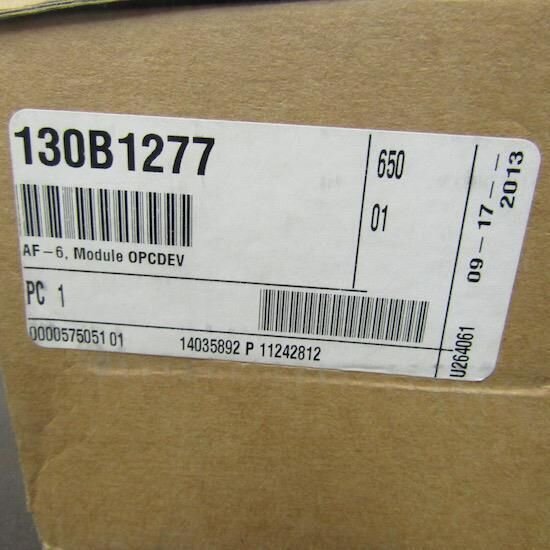 130B1277
650
01
AF-6, Module OPCDEV
PC 1
0000575051 01
14035892 P 11242812
U264061
09-17--
2013